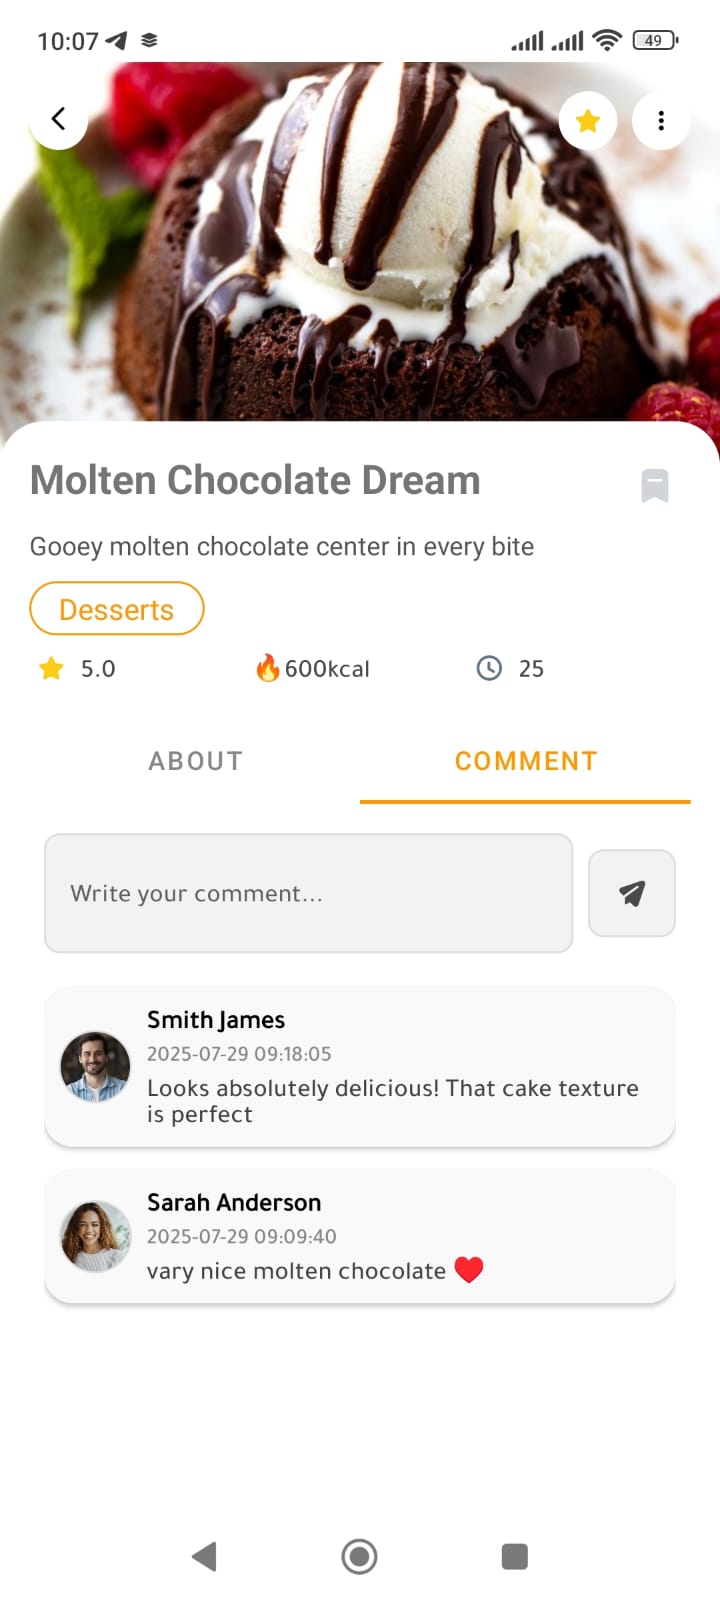 10:07
49
Molten Chocolate Dream
Gooey molten chocolate center in every bite
Desserts
5.0
🔥600kcal
25
ABOUT
COMMENT
Write your comment...
Smith James
2025-07-29 09:18:05
Looks absolutely delicious! That cake texture
is perfect
Sarah Anderson
2025-07-29 09:09:40
vary nice molten chocolate ❤️